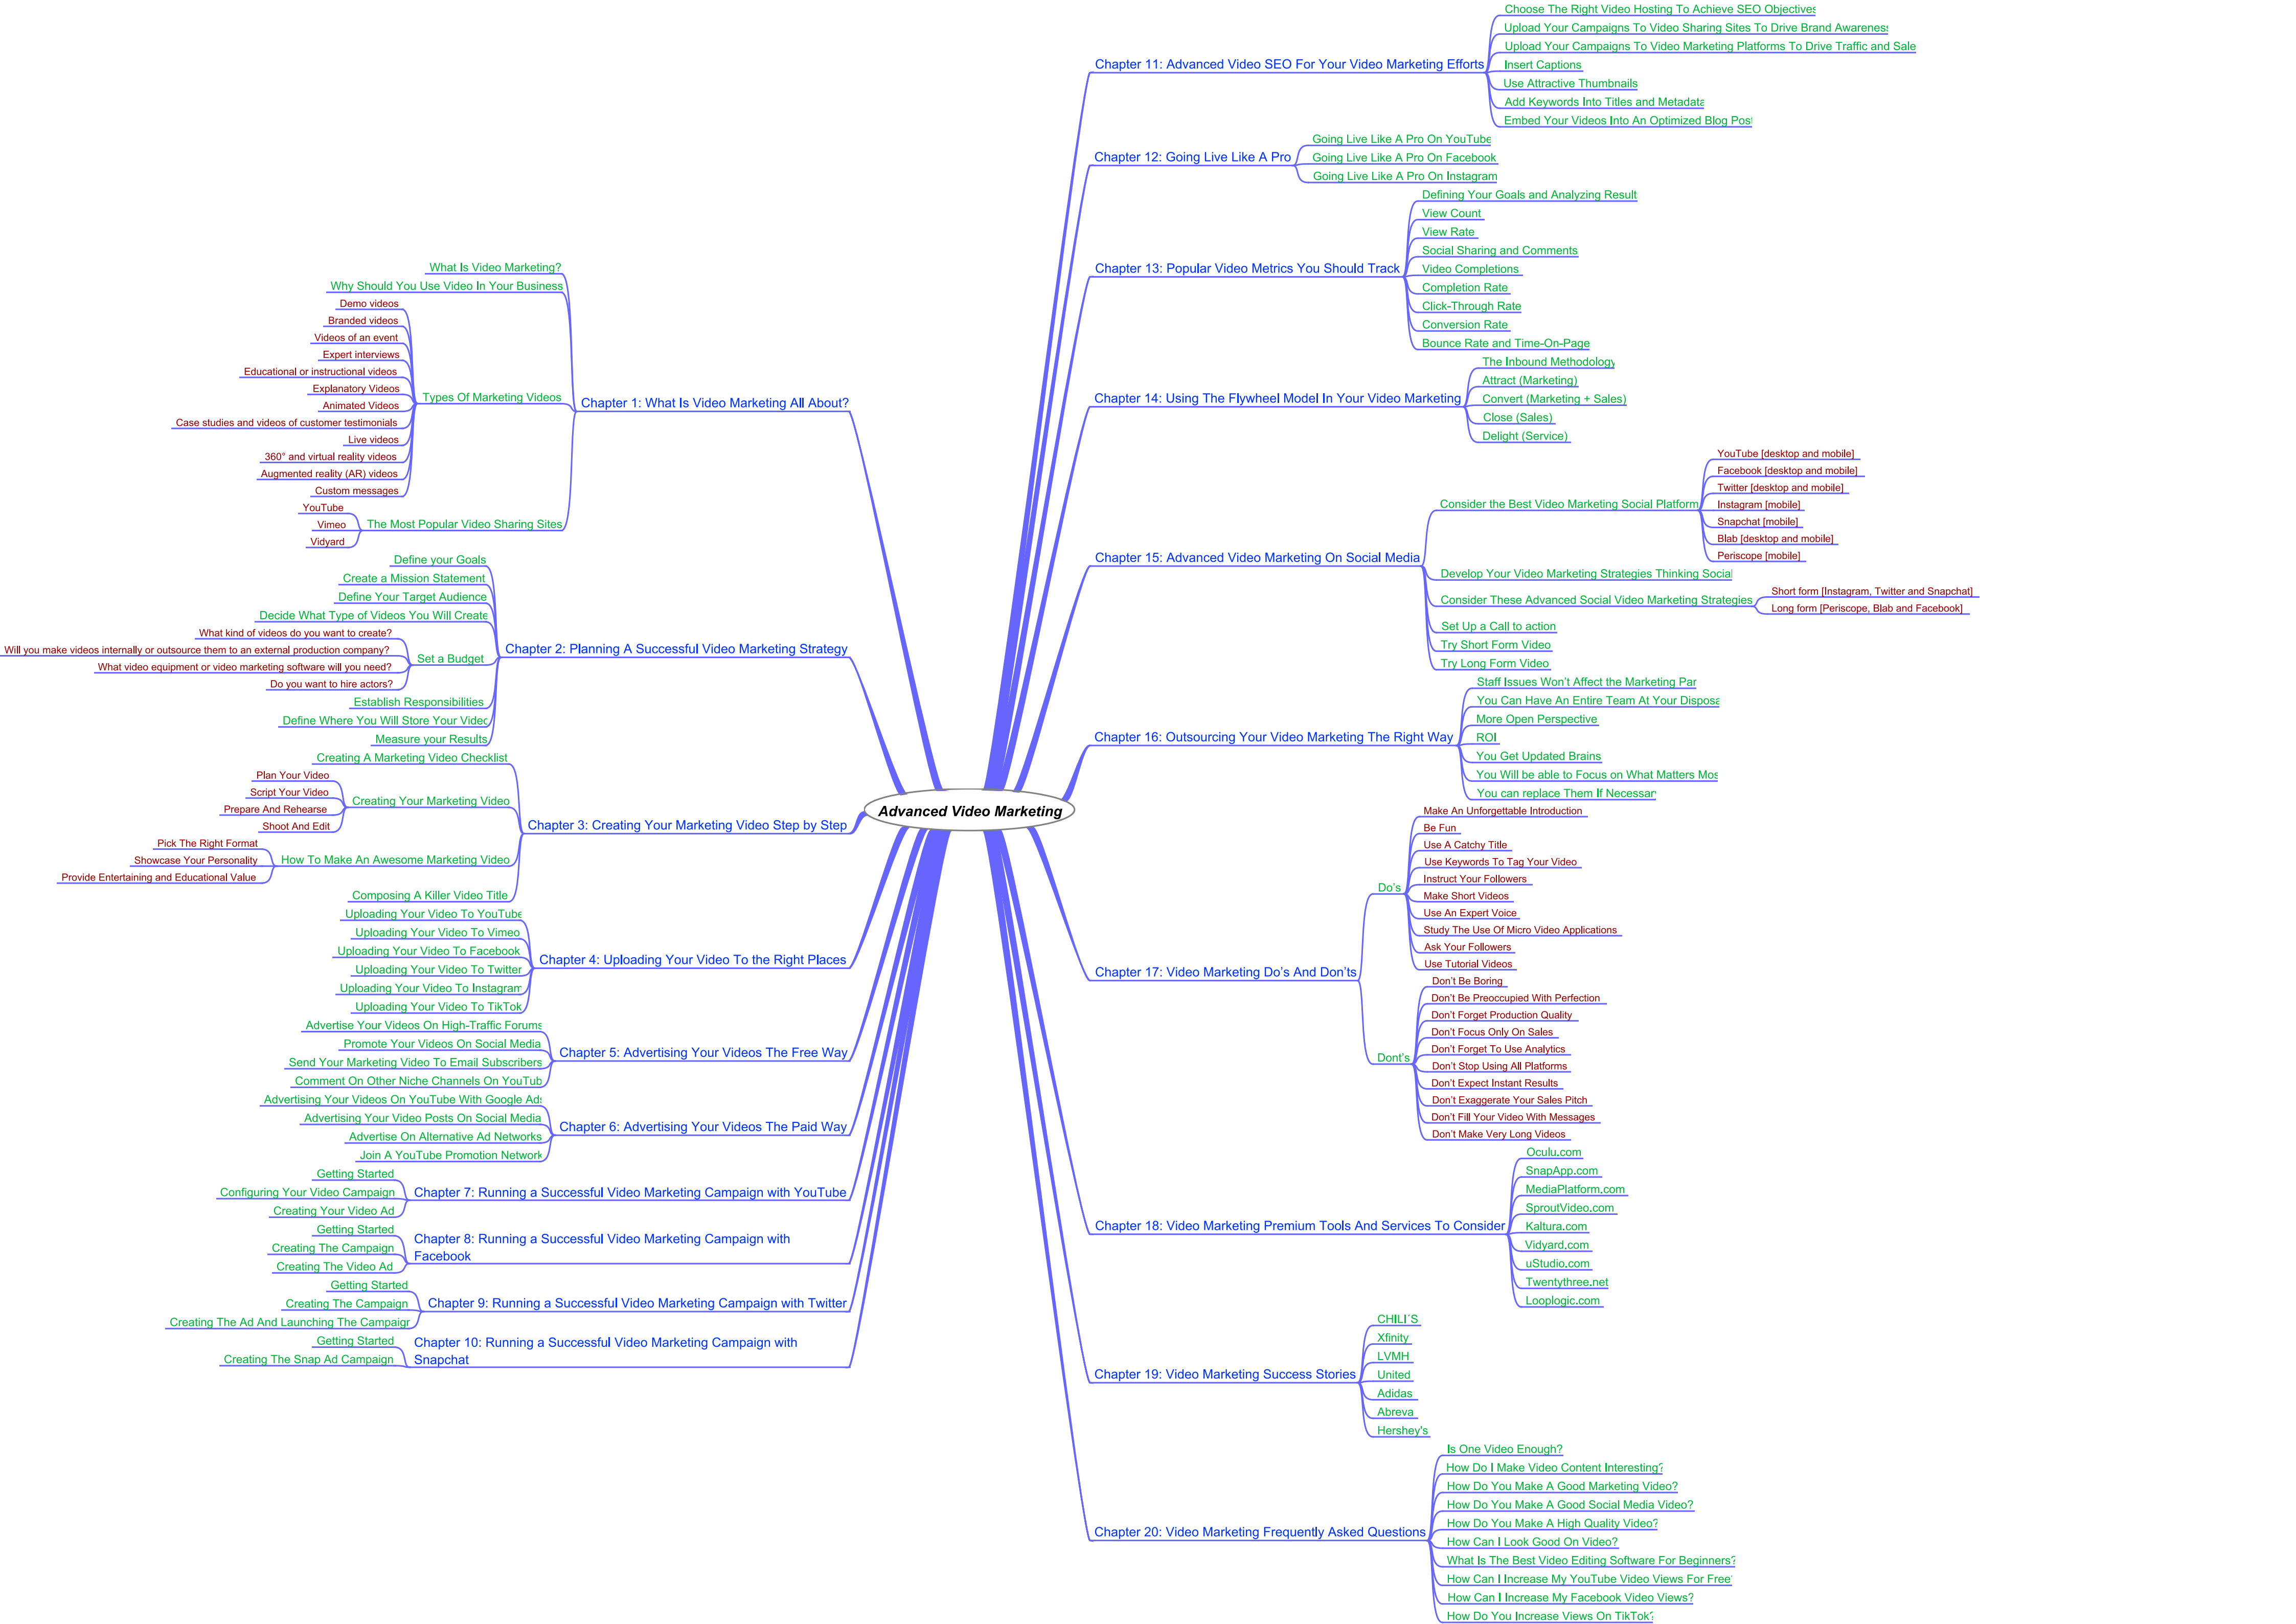 Advanced Video Marketing
Chapter 1: What Is Video Marketing All About?
What Is Video Marketing?
Why Should You Use Video In Your Business
Types Of Marketing Videos
Demo videos
Branded videos
Videos of an event
Expert interviews
Educational or instructional videos
Explanatory Videos
Animated Videos
Case studies and videos of customer testimonials
Live videos
360° and virtual reality videos
Augmented reality (AR) videos
Custom messages
The Most Popular Video Sharing Sites
YouTube
Vimeo
Vidyard
Chapter 2: Planning A Successful Video Marketing Strategy
Define your Goals
Create a Mission Statement
Define Your Target Audience
Decide What Type of Videos You Will Create
Set a Budget
What kind of videos do you want to create?
Will you make videos internally or outsource them to an external production company?
What video equipment or video marketing software will you need?
Do you want to hire actors?
Establish Responsibilities
Define Where You Will Store Your Video
Measure your Results
Chapter 3: Creating Your Marketing Video Step by Step
Creating A Marketing Video Checklist
Creating Your Marketing Video
Plan Your Video
Script Your Video
Prepare And Rehearse
Shoot And Edit
How To Make An Awesome Marketing Video
Pick The Right Format
Showcase Your Personality
Provide Entertaining and Educational Value
Composing A Killer Video Title
Chapter 4: Uploading Your Video To the Right Places
Uploading Your Video To YouTube
Uploading Your Video To Vimeo
Uploading Your Video To Facebook
Uploading Your Video To Twitter
Uploading Your Video To Instagram
Uploading Your Video To TikTok
Chapter 5: Advertising Your Videos The Free Way
Advertise Your Videos On High-Traffic Forums
Promote Your Videos On Social Media
Send Your Marketing Video To Email Subscribers
Comment On Other Niche Channels On YouTub
Chapter 6: Advertising Your Videos The Paid Way
Advertising Your Videos On YouTube With Google Ads
Advertising Your Video Posts On Social Media
Advertise On Alternative Ad Networks
Join A YouTube Promotion Network
Chapter 7: Running a Successful Video Marketing Campaign with YouTube
Getting Started
Configuring Your Video Campaign
Creating Your Video Ad
Chapter 8: Running a Successful Video Marketing Campaign with
Facebook
Getting Started
Creating The Campaign
Creating The Video Ad
Chapter 9: Running a Successful Video Marketing Campaign with Twitter
Getting Started
Creating The Campaign
Creating The Ad And Launching The Campaign
Chapter 10: Running a Successful Video Marketing Campaign with
Snapchat
Getting Started
Creating The Snap Ad Campaign
Chapter 11: Advanced Video SEO For Your Video Marketing Efforts
Choose The Right Video Hosting To Achieve SEO Objectives
Upload Your Campaigns To Video Sharing Sites To Drive Brand Awareness
Upload Your Campaigns To Video Marketing Platforms To Drive Traffic and Sale
Insert Captions
Use Attractive Thumbnails
Add Keywords Into Titles and Metadata
Embed Your Videos Into An Optimized Blog Post
Chapter 12: Going Live Like A Pro
Going Live Like A Pro On YouTube
Going Live Like A Pro On Facebook
Going Live Like A Pro On Instagram
Chapter 13: Popular Video Metrics You Should Track
Defining Your Goals and Analyzing Result
View Count
View Rate
Social Sharing and Comments
Video Completions
Completion Rate
Click-Through Rate
Conversion Rate
Bounce Rate and Time-On-Page
Chapter 14: Using The Flywheel Model In Your Video Marketing
The Inbound Methodology
Attract (Marketing)
Convert (Marketing + Sales)
Close (Sales)
Delight (Service)
Chapter 15: Advanced Video Marketing On Social Media
Consider the Best Video Marketing Social Platform
YouTube [desktop and mobile]
Facebook [desktop and mobile]
Twitter [desktop and mobile]
Instagram [mobile]
Snapchat [mobile]
Blab [desktop and mobile]
Periscope [mobile]
Develop Your Video Marketing Strategies Thinking Social
Consider These Advanced Social Video Marketing Strategies
Short form [Instagram, Twitter and Snapchat]
Long form [Periscope, Blab and Facebook]
Set Up a Call to action
Try Short Form Video
Try Long Form Video
Chapter 16: Outsourcing Your Video Marketing The Right Way
Staff Issues Won't Affect the Marketing Par
You Can Have An Entire Team At Your Disposa
More Open Perspective
ROI
You Get Updated Brains
You Will be able to Focus on What Matters Mos
You can replace Them If Necessar
Chapter 17: Video Marketing Do's And Don'ts
Do's
Make An Unforgettable Introduction
Be Fun
Use A Catchy Title
Use Keywords To Tag Your Video
Instruct Your Followers
Make Short Videos
Use An Expert Voice
Study The Use Of Micro Video Applications
Ask Your Followers
Use Tutorial Videos
Dont's
Don't Be Boring
Don't Be Preoccupied With Perfection
Don't Forget Production Quality
Don't Focus Only On Sales
Don't Forget To Use Analytics
Don't Stop Using All Platforms
Don't Expect Instant Results
Don't Exaggerate Your Sales Pitch
Don't Fill Your Video With Messages
Don't Make Very Long Videos
Chapter 18: Video Marketing Premium Tools And Services To Consider
Oculu.com
SnapApp.com
MediaPlatform.com
SproutVideo.com
Kaltura.com
Vidyard.com
uStudio.com
Twentythree.net
Looplogic.com
Chapter 19: Video Marketing Success Stories
CHILI´S
Xfinity
LVMH
United
Adidas
Abreva
Hershey's
Chapter 20: Video Marketing Frequently Asked Questions
Is One Video Enough?
How Do I Make Video Content Interesting?
How Do You Make A Good Marketing Video?
How Do You Make A Good Social Media Video?
How Do You Make A High Quality Video?
How Can I Look Good On Video?
What Is The Best Video Editing Software For Beginners?
How Can I Increase My YouTube Video Views For Free?
How Can I Increase My Facebook Video Views?
How Do You Increase Views On TikTok?